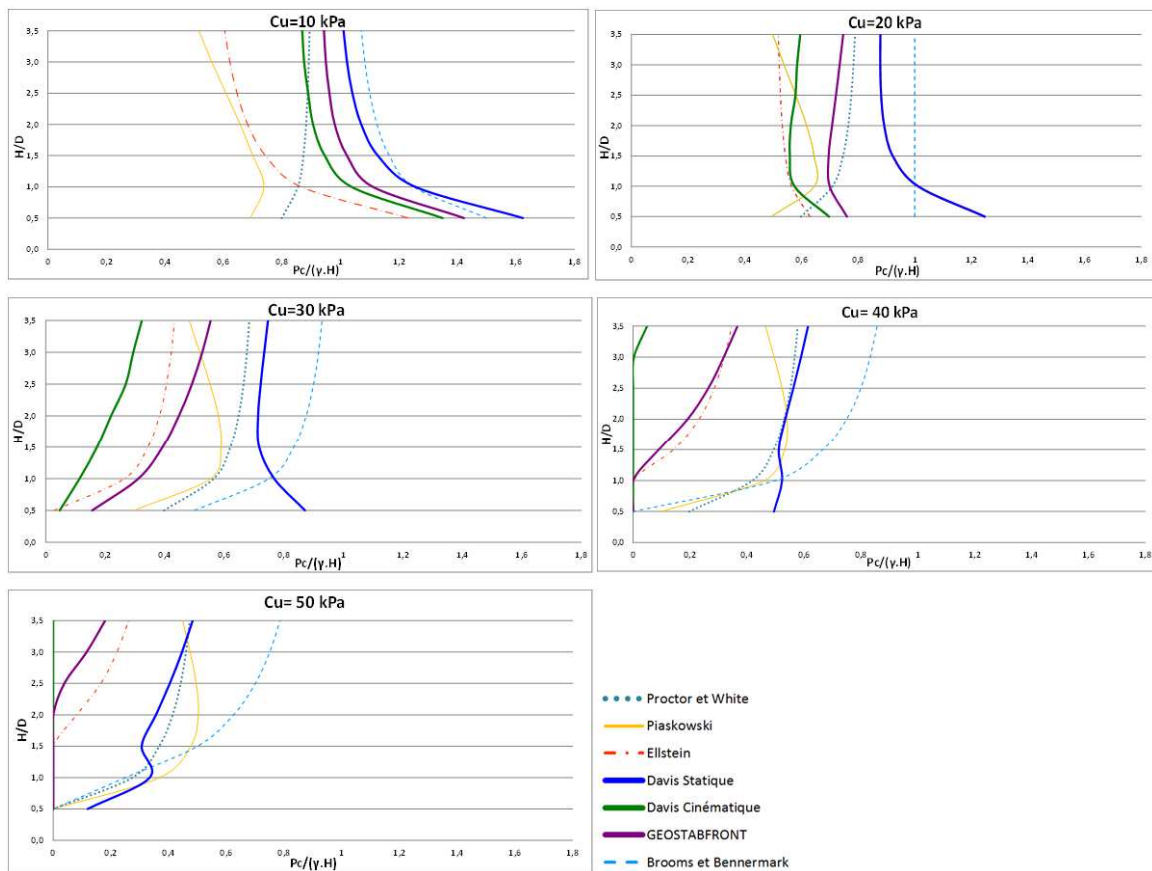 Cu=10 kPa
3,5
3,0
2,5
2,0
1,5
1,0
0,5
0,0
H/D
0 0,2 0,4 0,6 0,8 1 1,2 1,4 1,6 1,8
Pc/(γ.H)
Cu=20 kPa
3,5
3,0
2,5
2,0
1,5
1,0
0,5
0,0
H/D
0 0,2 0,4 0,6 0,8 1 1,2 1,4 1,6 1,8
Pc/(γ.H)
Cu=30 kPa
3,5
3,0
2,5
2,0
1,5
1,0
0,5
0,0
H/D
0 0,2 0,4 0,6 0,8 1 1,2 1,4 1,6 1,8
Pc/(γ.H)
Cu= 40 kPa
3,5
3,0
2,5
2,0
1,5
1,0
0,5
0,0
H/D
0 0,2 0,4 0,6 0,8 1 1,2 1,4 1,6 1,8
Pc/(γ.H)
Cu= 50 kPa
3,5
3,0
2,5
2,0
1,5
1,0
0,5
0,0
H/D
0 0,2 0,4 0,6 0,8 1 1,2 1,4 1,6 1,8
Pc/(γ.H)
Proctor et White
Piaskowski
Ellstein
Davis Statique
Davis Cinématique
GEOSTABFRONT
Brooms et Bennermark